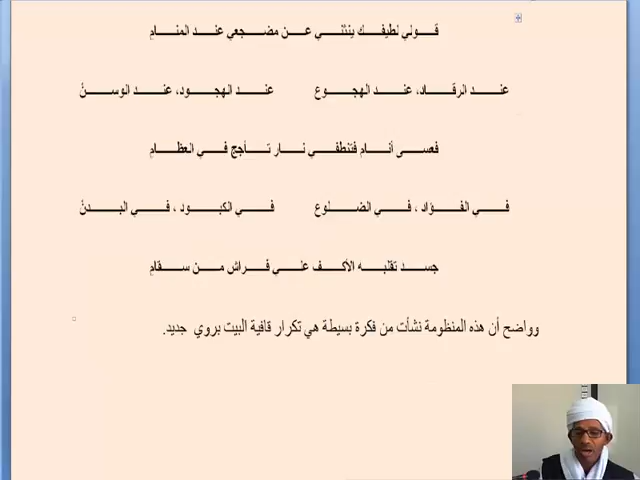 قولي لطيفك ينثني عن مضجعي عند المنام
عند الرقاد، عند الهجوع عند الهجود، عند الوسنْ
فعسى أنام فتنطفي نار تأجج في العظام
في الفؤاد ، في الضلوع في الكبود ، في البدنْ
جسد تقلبه الأكف عني فراش من سقام
وواضح أن هذه المنظومة نشأت من فكرة بسيطة هي تكرار قافية البيت بروي جديد.